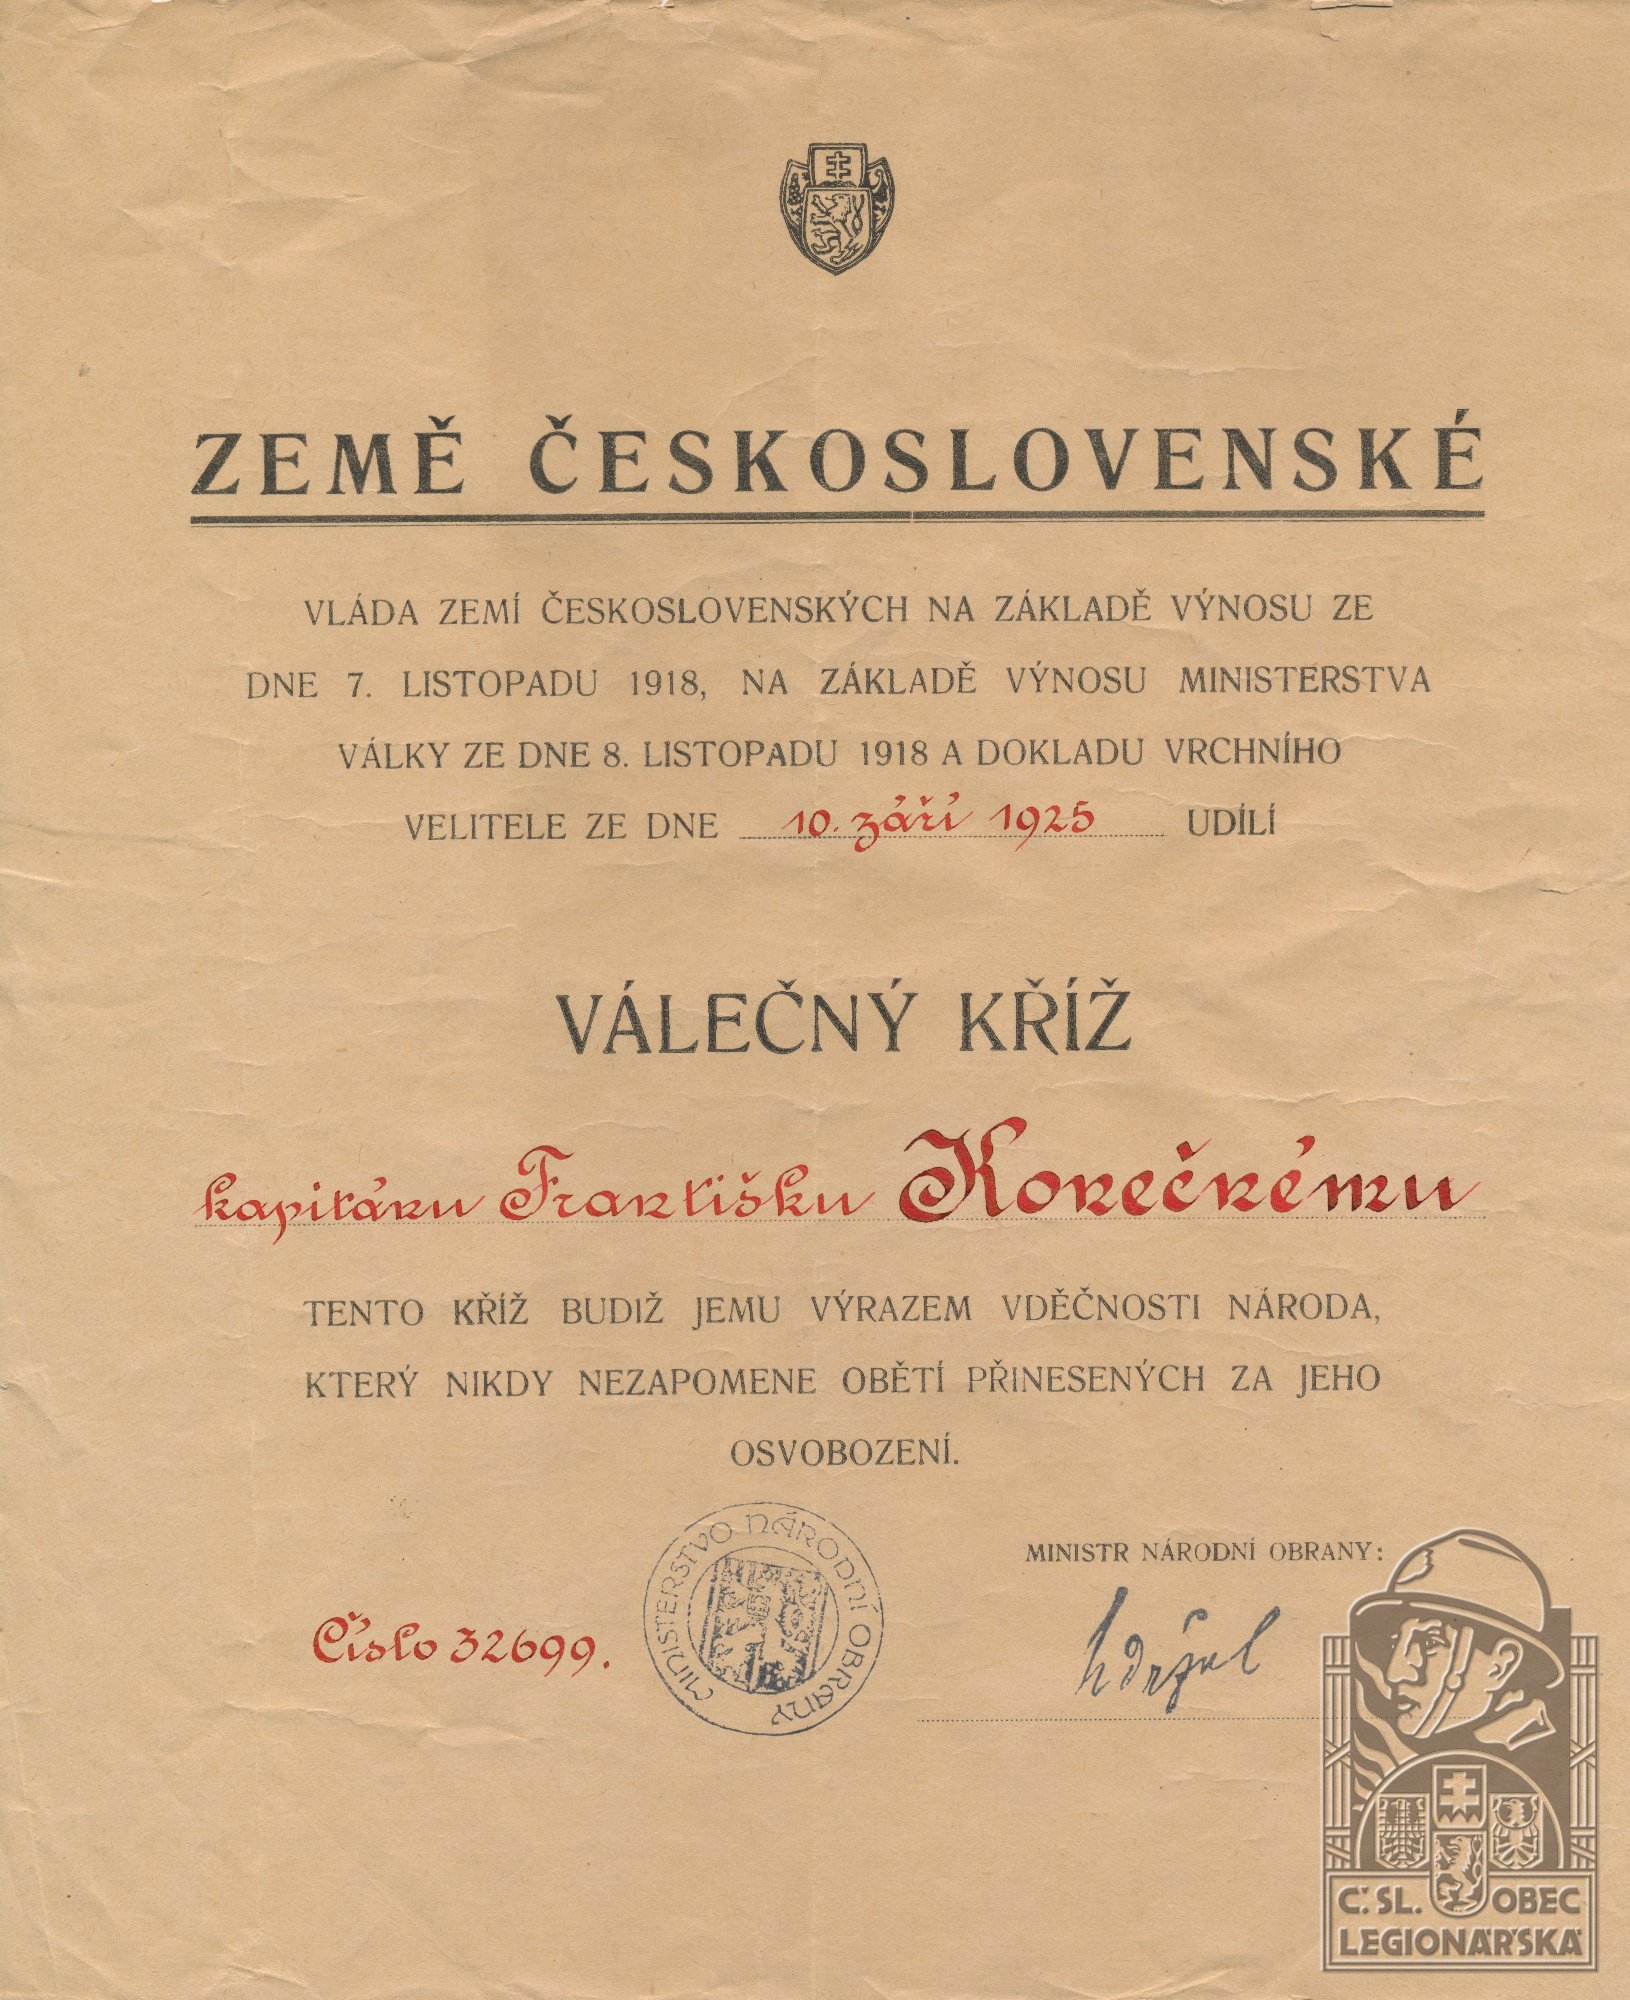 ZEMĚ ČESKOSLOVENSKÉ
VLÁDA ZEMÍ ČESKOSLOVENSKÝCH NA ZÁKLADĚ VÝNOSU ZE
DNE 7. LISTOPADU 1918, NA ZÁKLADĚ VÝNOSU MINISTERSTVA
VÁLKY ZE DNE 8. LISTOPADU 1918 A DOKLADU VRCHNÍHO
VELITELE ZE DNE 10. září 1925 UDÍLÍ
VÁLEČNÝ KŘÍŽ
kapitánu Františku Konečnému
TENTO KŘÍŽ BUDIŽ JEMU VÝRAZEM VDĚČNOSTI NÁRODA,
KTERÝ NIKDY NEZAPOMENE OBĚTÍ PŘINESENÝCH ZA JEHO
OSVOBOZENÍ.
MINISTERSTVO NÁRODNÍ OBRANY
MINISTR NÁRODNÍ OBRANY:
Číslo 32699.
Udržal
Č. SL. OBEC
LEGIONÁŘSKÁ